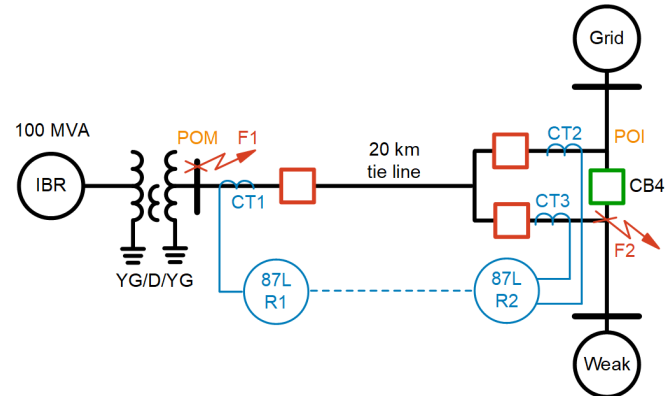 Grid
100 MVA
POM
F1
CT2
POI
IBR
20 km
tie line
CT1
CB4
CT3
F2
YG/D/YG
87L
R1
87L
R2
Weak